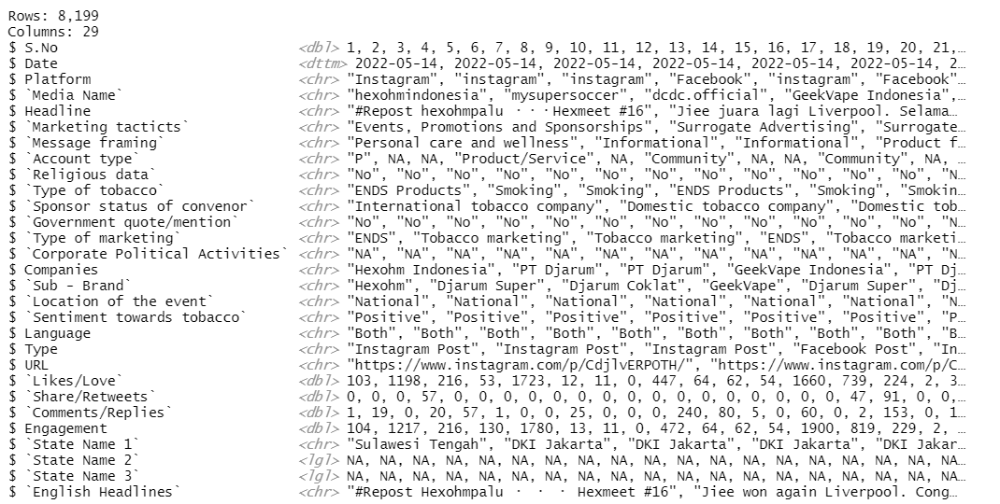 Rows: 8,199
Columns: 29
$ S.No <dbl> 1, 2, 3, 4, 5, 6, 7, 8, 9, 10, 11, 12, 13, 14, 15, 16, 17, 18, 19, 20, 21,…
$ Date <dttm> 2022-05-14, 2022-05-14, 2022-05-14, 2022-05-14, 2022-05-14, 2022-05-14, 2…
$ Platform <chr> "Instagram", "instagram", "instagram", "Facebook", "instagram", "Facebook"…
$ `Media Name` <chr> "hexohmindonesia", "mysupersoccer", "dcdc.official", "GeekVape Indonesia",…
$ Headline <chr> "#Repost hexohmpalu · · · Hexmeet #16", "Jiee juara lagi Liverpool. Selama…
$ `Marketing tacticts` <chr> "Events, Promotions and Sponsorships", "Surrogate Advertising", "Surrogate…
$ `Message framing` <chr> "Personal care and wellness", "Informational", "Informational", "Product f…
$ `Account type` <chr> "P", NA, NA, "Product/Service", NA, "Community", NA, NA, "Community", NA, …
$ `Religious data` <chr> "No", "No", "No", "No", "No", "No", "No", "No", "No", "No", "No", "No", "N…
$ `Type of tobacco` <chr> "ENDS Products", "Smoking", "Smoking", "ENDS Products", "Smoking", "Smokin…
$ `Sponsor status of convenor` <chr> "International tobacco company", "Domestic tobacco company", "Domestic tob…
$ `Government quote/mention` <chr> "No", "No", "No", "No", "No", "No", "No", "No", "No", "No", "No", "No", "N…
$ `Type of marketing` <chr> "ENDS", "Tobacco marketing", "Tobacco marketing", "ENDS", "Tobacco marketi…
$ `Corporate Political Activities` <chr> "NA", "NA", "NA", "NA", "NA", "NA", "NA", "NA", "NA", "NA", "NA", "NA", "N…
$ Companies <chr> "Hexohm Indonesia", "PT Djarum", "PT Djarum", "GeekVape Indonesia", "PT Dj…
$ `Sub - Brand` <chr> "Hexohm", "Djarum Super", "Djarum Coklat", "GeekVape", "Djarum Super", "Dj…
$ `Location of the event` <chr> "National", "National", "National", "National", "National", "National", "N…
$ `Sentiment towards tobacco` <chr> "Positive", "Positive", "Positive", "Positive", "Positive", "Positive", "P…
$ Language <chr> "Both", "Both", "Both", "Both", "Both", "Both", "Both", "Both", "Both", "B…
$ Type <chr> "Instagram Post", "Instagram Post", "Instagram Post", "Facebook Post", "In…
$ URL <chr> "https://www.instagram.com/p/CdjlvERPOTH/", "https://www.instagram.com/p/C…
$ `Likes/Love` <dbl> 103, 1198, 216, 53, 1723, 12, 11, 0, 447, 64, 62, 54, 1660, 739, 224, 2, 3…
$ `Share/Retweets` <dbl> 0, 0, 0, 57, 0, 0, 0, 0, 0, 0, 0, 0, 0, 0, 0, 0, 0, 0, 47, 91, 0, 0,…
$ `Comments/Replies` <dbl> 1, 19, 0, 20, 57, 1, 0, 0, 25, 0, 0, 0, 240, 80, 5, 0, 60, 0, 2, 153, 0, 1…
$ Engagement <dbl> 104, 1217, 216, 130, 1780, 13, 11, 0, 472, 64, 62, 54, 1900, 819, 229, 2, …
$ `State Name 1` <chr> "Sulawesi Tengah", "DKI Jakarta", "DKI Jakarta", "DKI Jakarta", "DKI Jakar…
$ `State Name 2` <lgl> NA, NA, NA, NA, NA, NA, NA, NA, NA, NA, NA, NA, NA, NA, NA, NA, NA, NA, NA…
$ `State Name 3` <lgl> NA, NA, NA, NA, NA, NA, NA, NA, NA, NA, NA, NA, NA, NA, NA, NA, NA, NA, NA…
$ `English Headlines` <chr> "#Repost Hexohmpalu · · · Hexmeet #16", "Jiee won again Liverpool. Cong…